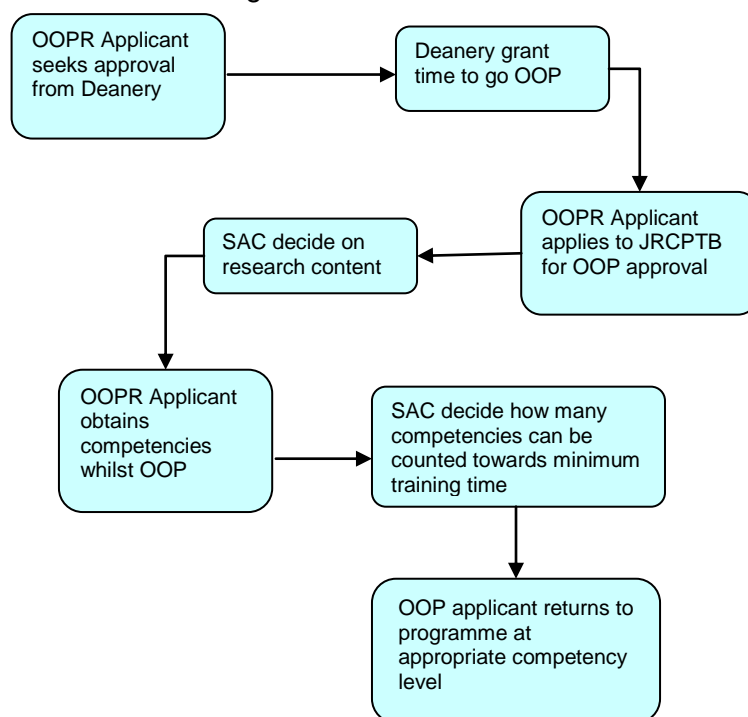 OOPR Applicant
seeks approval
from Deanery
Deanery grant
time to go OOP
OOPR Applicant
applies to JRCPTB
for OOP approval
SAC decide on
research content
OOPR Applicant
obtains
competencies
whilst OOP
SAC decide how many
competencies can be
counted towards minimum
training time
OOP applicant returns to
programme at
appropriate competency
level